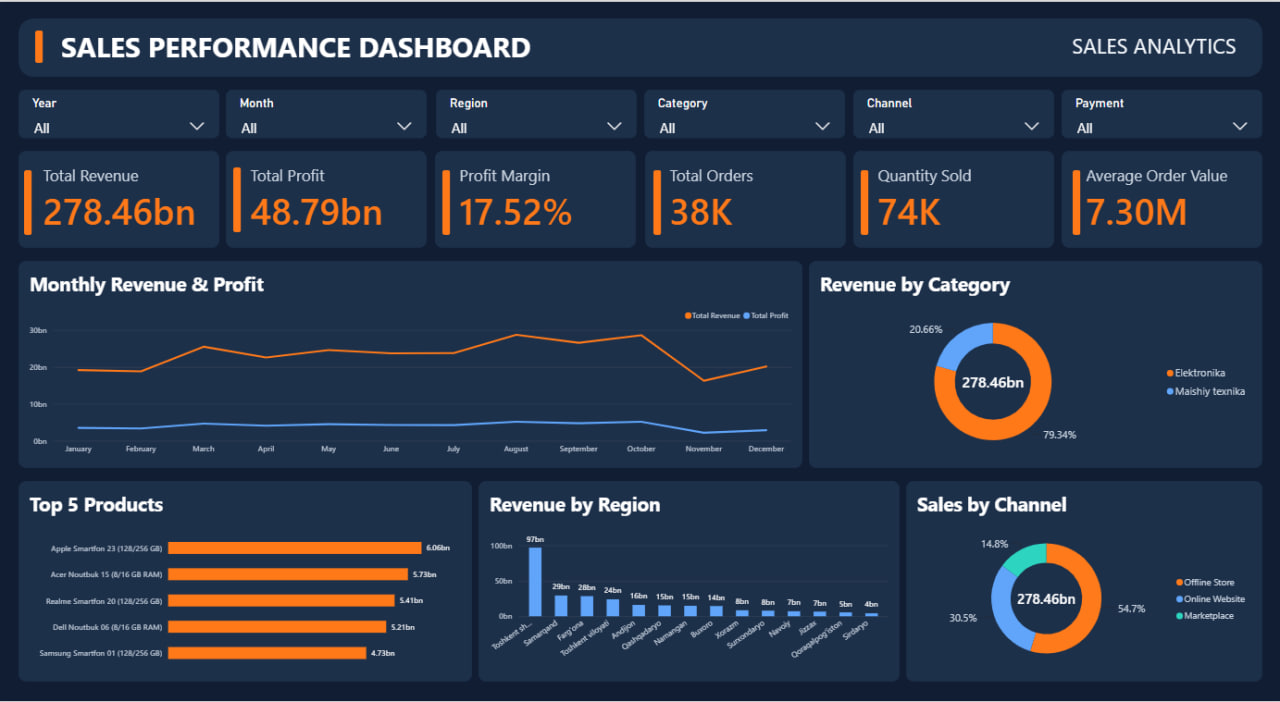 SALES PERFORMANCE DASHBOARD
SALES ANALYTICS
Year
All
Month
All
Region
All
Category
All
Channel
All
Payment
All
Total Revenue
278.46bn
Total Profit
48.79bn
Profit Margin
17.52%
Total Orders
38K
Quantity Sold
74K
Average Order Value
7.30M
Monthly Revenue & Profit
Total Revenue Total Profit
30bn
20bn
10bn
0bn
January February March April May June July August September October November December
Revenue by Category
20.66%
278.46bn
79.34%
Elektronika
Maishiy texnika
Top 5 Products
Apple Smartfon 23 (128/256 GB) 6.06bn
Acer Noutbuk 15 (8/16 GB RAM) 5.73bn
Realme Smartfon 20 (128/256 GB) 5.41bn
Dell Noutbuk 06 (8/16 GB RAM) 5.21bn
Samsung Smartfon 01 (128/256 GB) 4.73bn
Revenue by Region
100bn
50bn
0bn
97bn 29bn 28bn 24bn 16bn 15bn 15bn 14bn 8bn 8bn 7bn 7bn 5bn 4bn
Toshkent sh... Samarqand Farg'ona Toshkent viloyati Andijon Qashqadaryo Namangan Buxoro Xorazm Surxondaryo Navoiy Jizzax Qoraqalpog'iston Sirdaryo
Sales by Channel
14.8%
30.5%
278.46bn
54.7%
Offline Store
Online Website
Marketplace